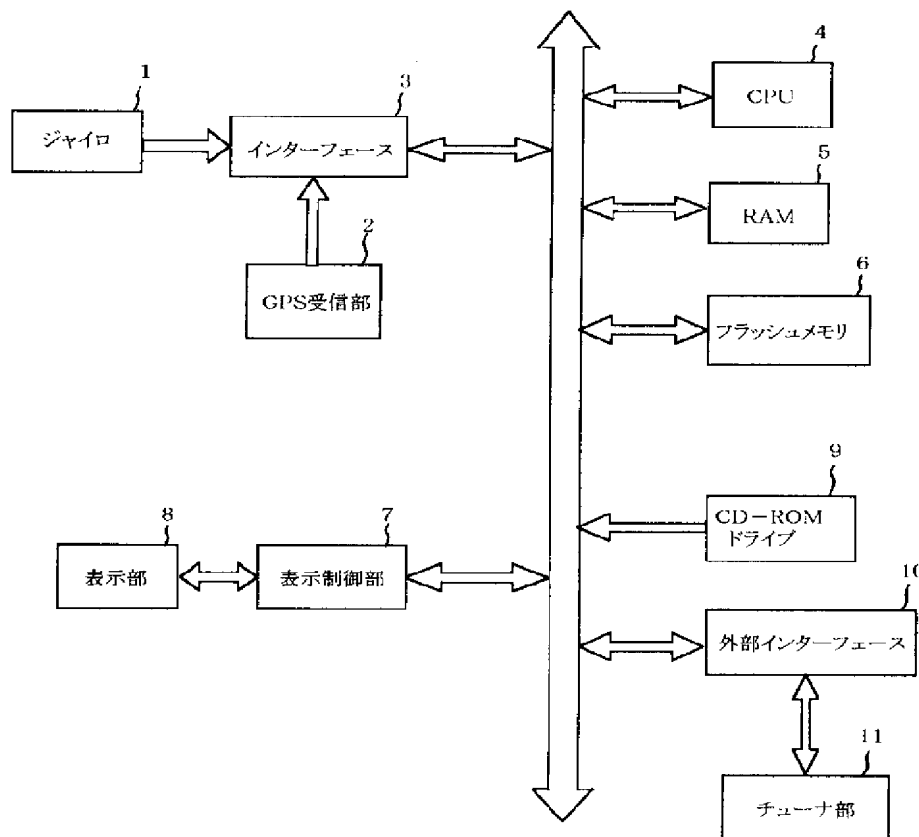 1
ジャイロ
3
インターフェース
2
GPS受信部
4
CPU
5
RAM
6
フラッシュメモリ
8
表示部
7
表示制御部
9
CD－ROM
ドライブ
10
外部インターフェース
11
チューナ部